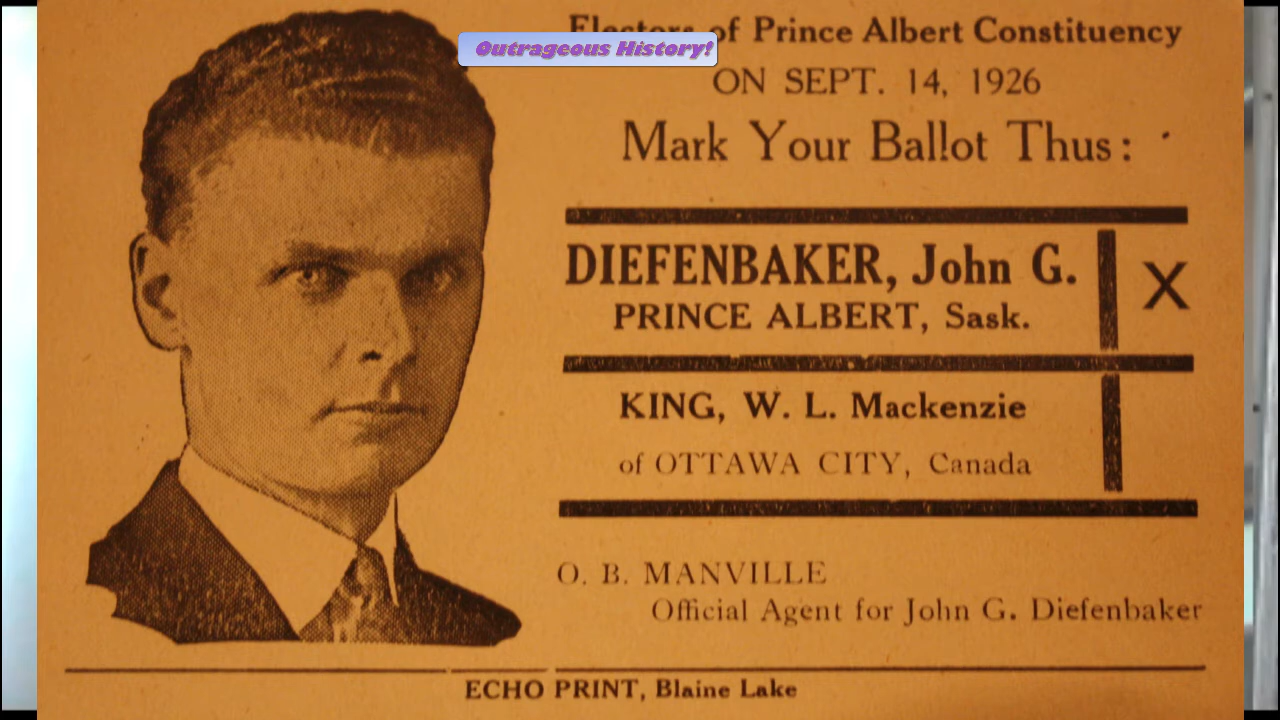 Outrageous History!
Electors of Prince Albert Constituency
ON SEPT. 14, 1926
Mark Your Ballot Thus:
DIEFENBAKER, John G.
PRINCE ALBERT, Sask.
X
KING, W. L. Mackenzie
of OTTAWA CITY, Canada
O. B. MANVILLE
Official Agent for John G. Diefenbaker
ECHO PRINT, Blaine Lake